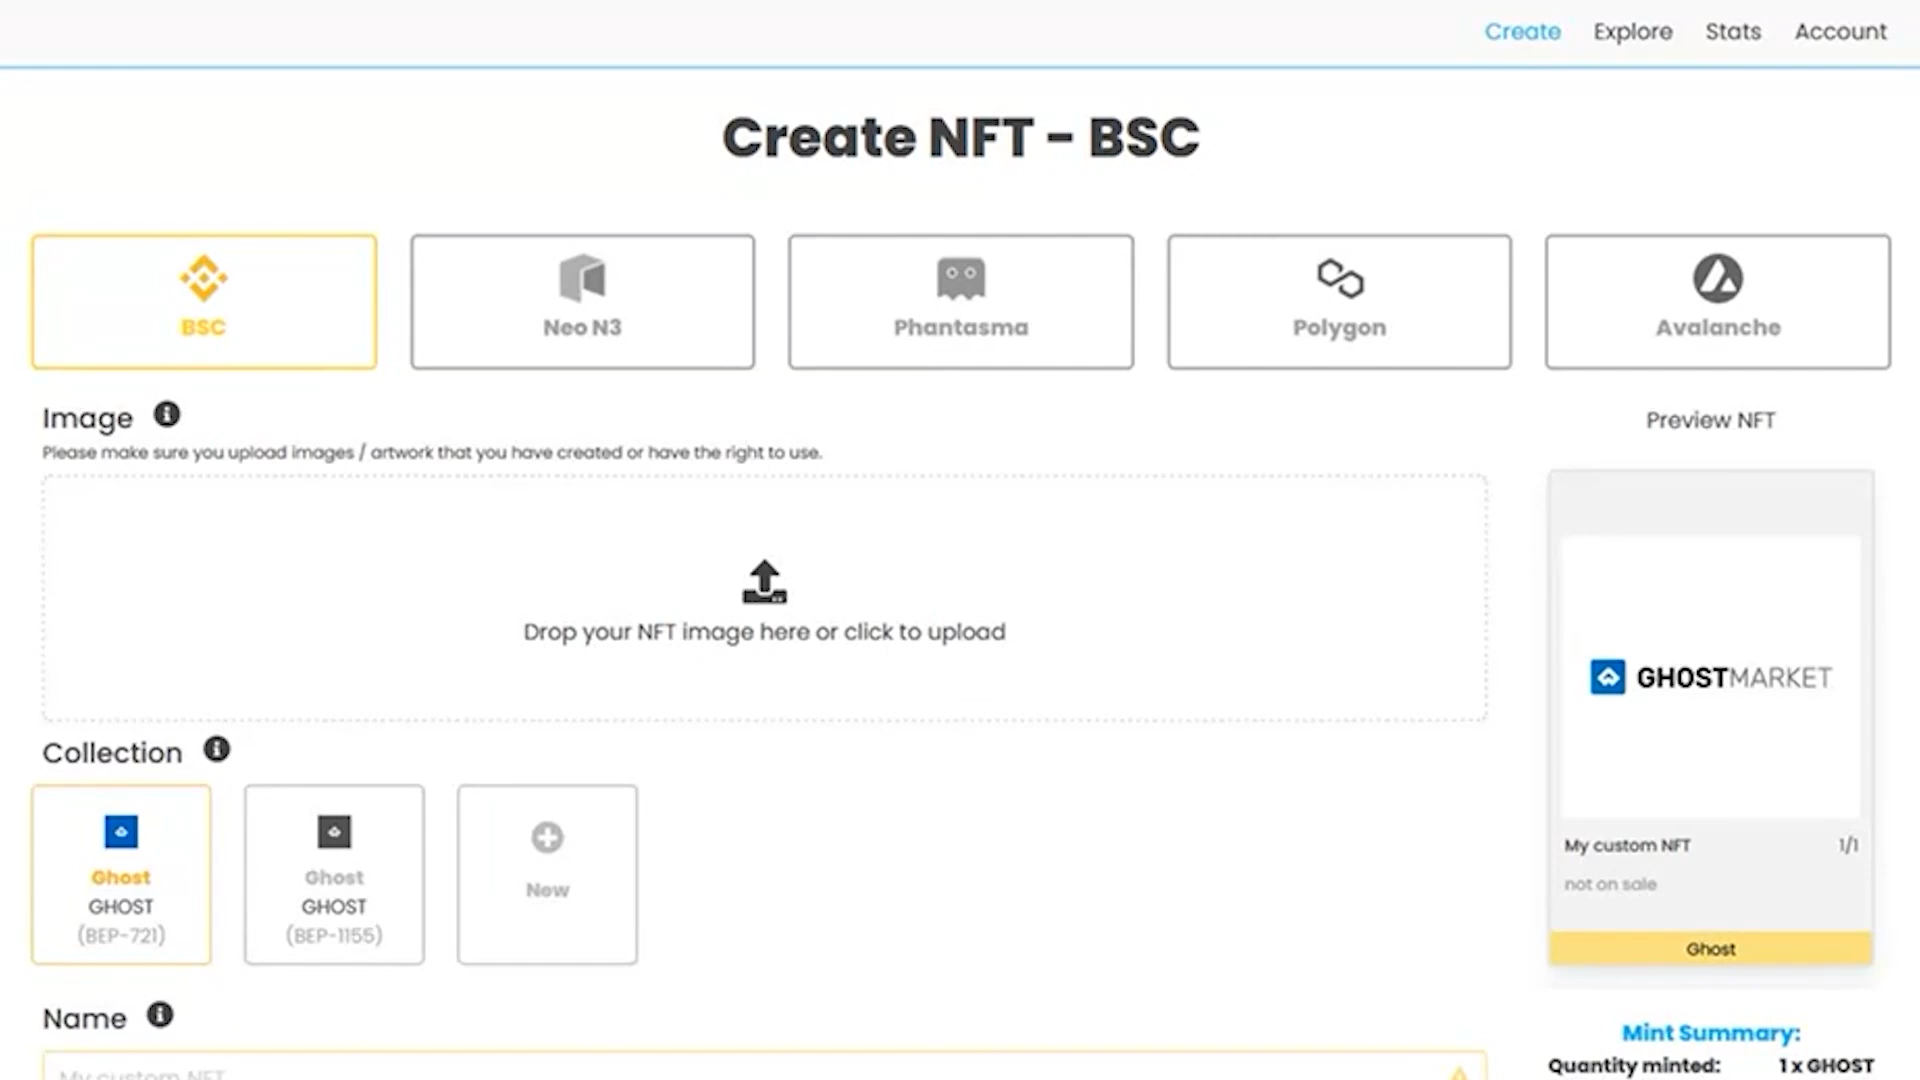 Create Explore Stats Account
Create NFT - BSC
BSC Neo N3 Phantasma Polygon Avalanche
Image
Please make sure you upload images / artwork that you have created or have the right to use.
Drop your NFT image here or click to upload
Preview NFT
GHOSTMARKET
My custom NFT 1/1
not on sale
Ghost
Collection
Ghost
GHOST
(BEP-721)
Ghost
GHOST
(BEP-1155)
New
Name
My custom NFT
Mint Summary:
Quantity minted: 1 x GHOST